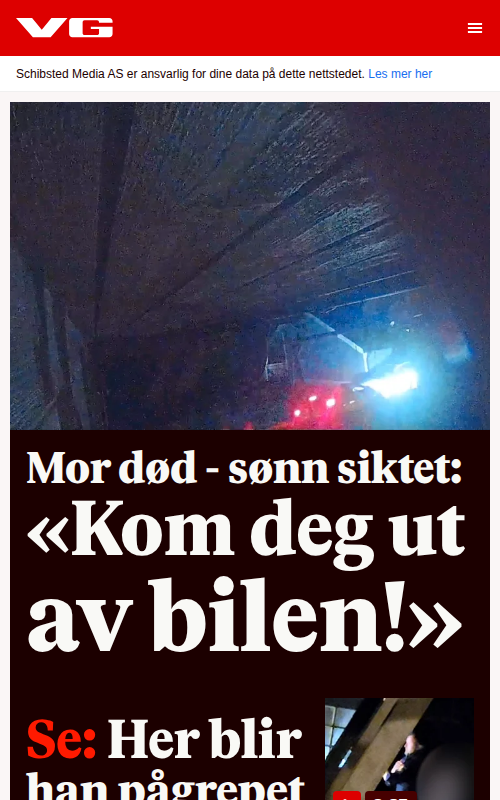 VG
Schibsted Media AS er ansvarlig for dine data på dette nettstedet. Les mer her
Mor død - sønn siktet:
«Kom deg ut
av bilen!»
Se: Her blir
han pågrepet